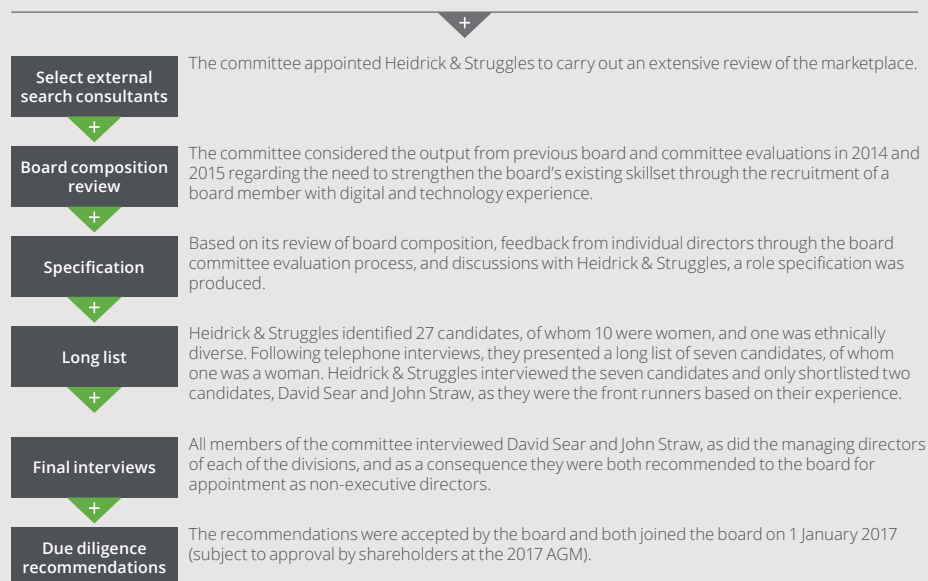 Select external
search consultants
The committee appointed Heidrick & Struggles to carry out an extensive review of the marketplace.
Board composition
review
The committee considered the output from previous board and committee evaluations in 2014 and
2015 regarding the need to strengthen the board's existing skillset through the recruitment of a
board member with digital and technology experience.
Specification
Based on its review of board composition, feedback from individual directors through the board
committee evaluation process, and discussions with Heidrick & Struggles, a role specification was
produced.
Long list
Heidrick & Struggles identified 27 candidates, of whom 10 were women, and one was ethnically
diverse. Following telephone interviews, they presented a long list of seven candidates, of whom
one was a woman. Heidrick & Struggles interviewed the seven candidates and only shortlisted two
candidates, David Sear and John Straw, as they were the front runners based on their experience.
Final interviews
All members of the committee interviewed David Sear and John Straw, as did the managing directors
of each of the divisions, and as a consequence they were both recommended to the board for
appointment as non-executive directors.
Due diligence
recommendations
The recommendations were accepted by the board and both joined the board on 1 January 2017
(subject to approval by shareholders at the 2017 AGM).